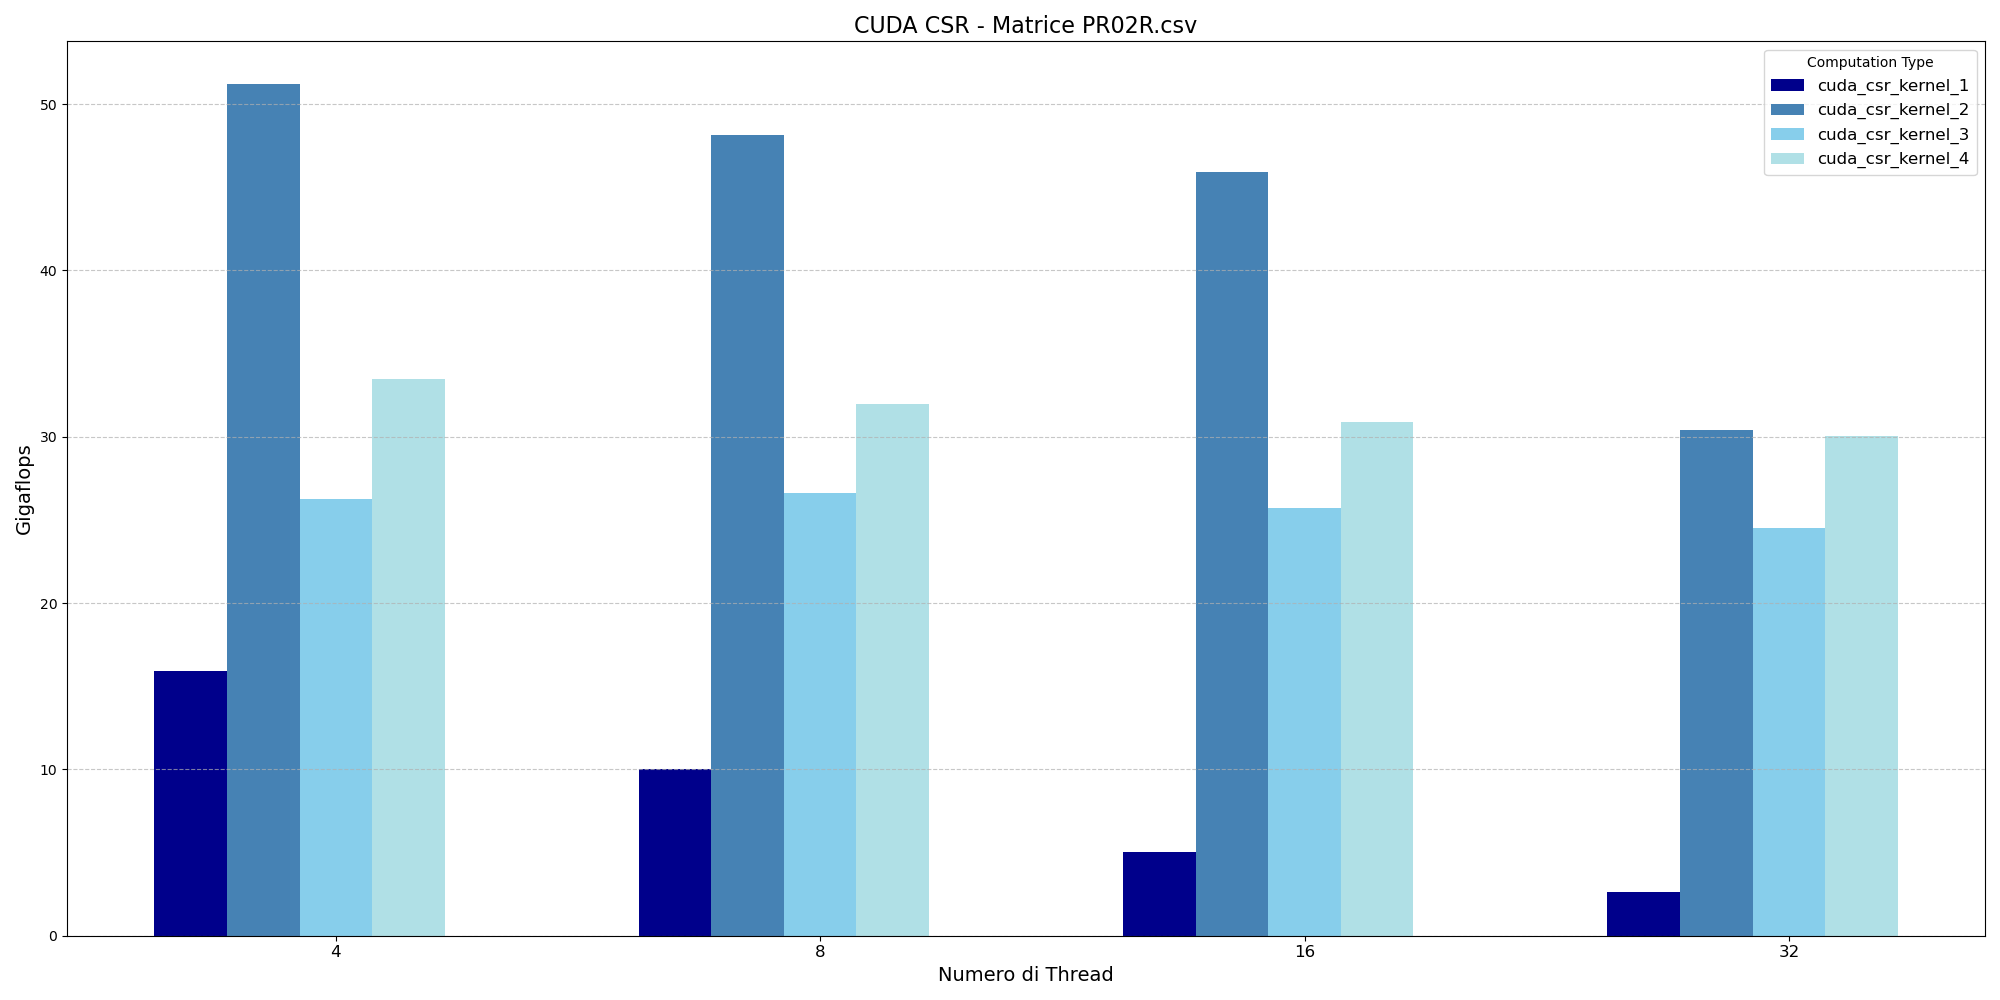 CUDA CSR - Matrice PR02R.csv
Computation Type
cuda_csr_kernel_1
cuda_csr_kernel_2
cuda_csr_kernel_3
cuda_csr_kernel_4
Gigaflops
50
40
30
20
10
0
4 8 16 32
Numero di Thread